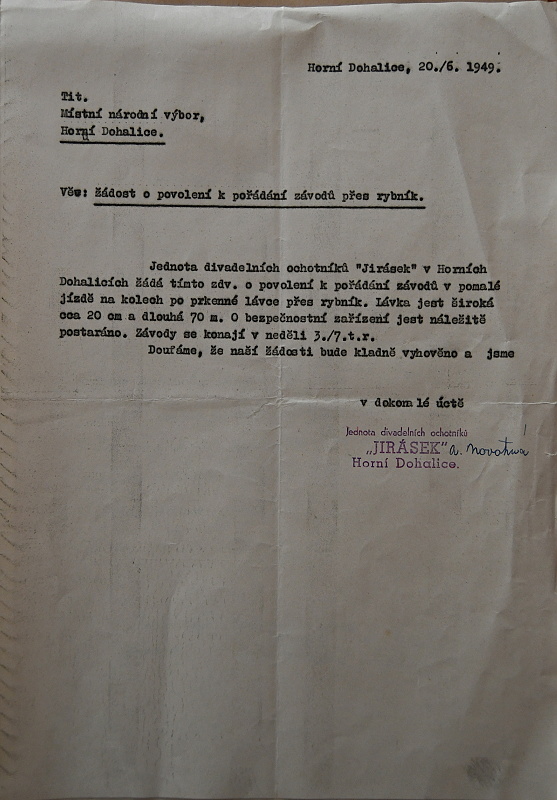 Horní Dohalice, 20./6. 1949.
Tit.
Místní národní výbor,
Horní Dohalice.
Věc: žádost o povolení k pořádání závodů přes rybník.
Jednota divadelních ochotníků "Jirásek" v Horních
Dohalicích žádá tímto zdv. o povolení k pořádání závodů v pomalé
jízdě na kolech po prkenné lávce přes rybník. Lávka jest široká
cca 20 cm a dlouhá 70 m. O bezpečnostní zařízení jest náležitě
postaráno. Závody se konají v neděli 3./7.t.r.
Doufáme, že naší žádosti bude kladně vyhověno a jsme
v dokonalé úctě
Jednota divadelních ochotníků
„JIRÁSEK" a. Novotná
Horní Dohalice.